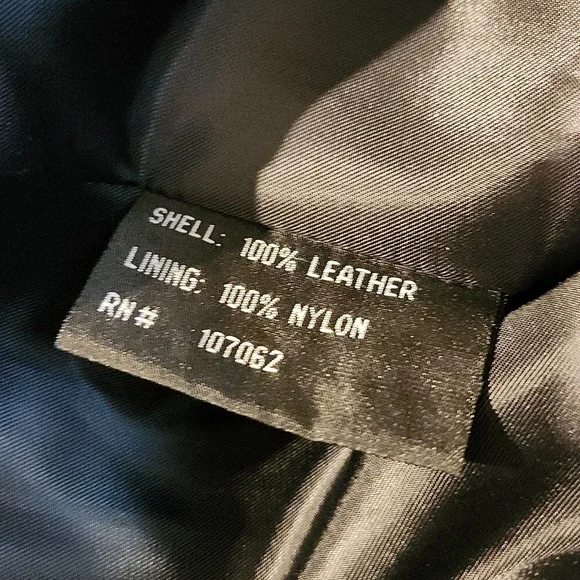 SHELL: 100% LEATHER
LINING: 100% NYLON
RN# 107062